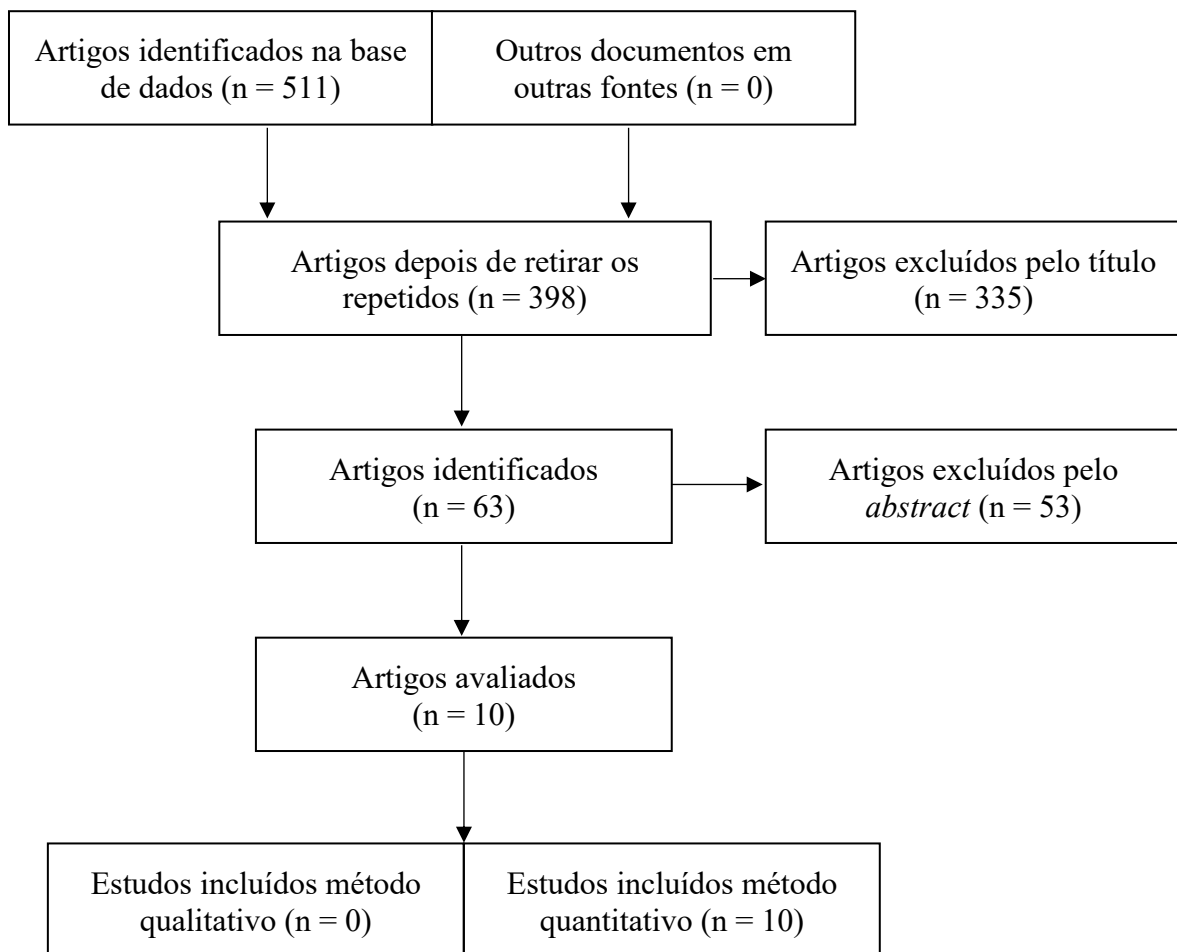 Artigos identificados na base
de dados (n = 511)
Outros documentos em
outras fontes (n = 0)
Artigos depois de retirar os
repetidos (n = 398)
Artigos excluídos pelo título
(n = 335)
Artigos identificados
(n = 63)
Artigos excluídos pelo
abstract (n = 53)
Artigos avaliados
(n = 10)
Estudos incluídos método
qualitativo (n = 0)
Estudos incluídos método
quantitativo (n = 10)